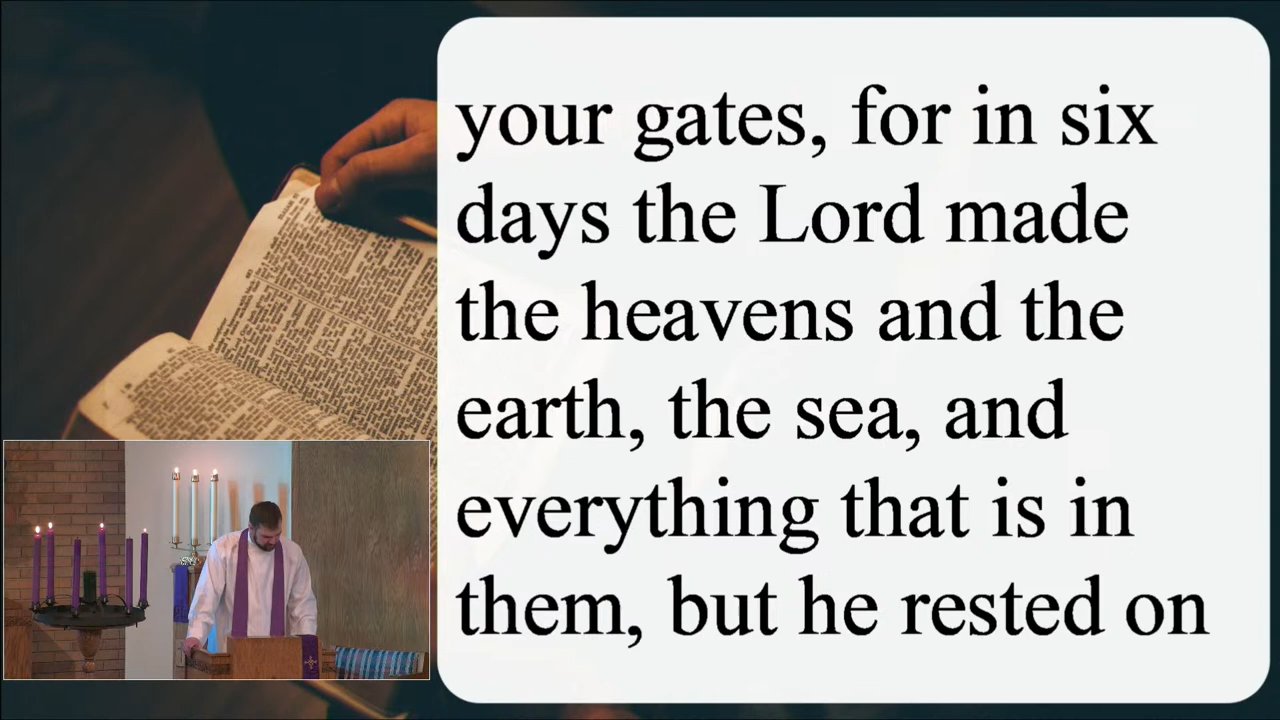 your gates, for in six
days the Lord made
the heavens and the
earth, the sea, and
everything that is in
them, but he rested on